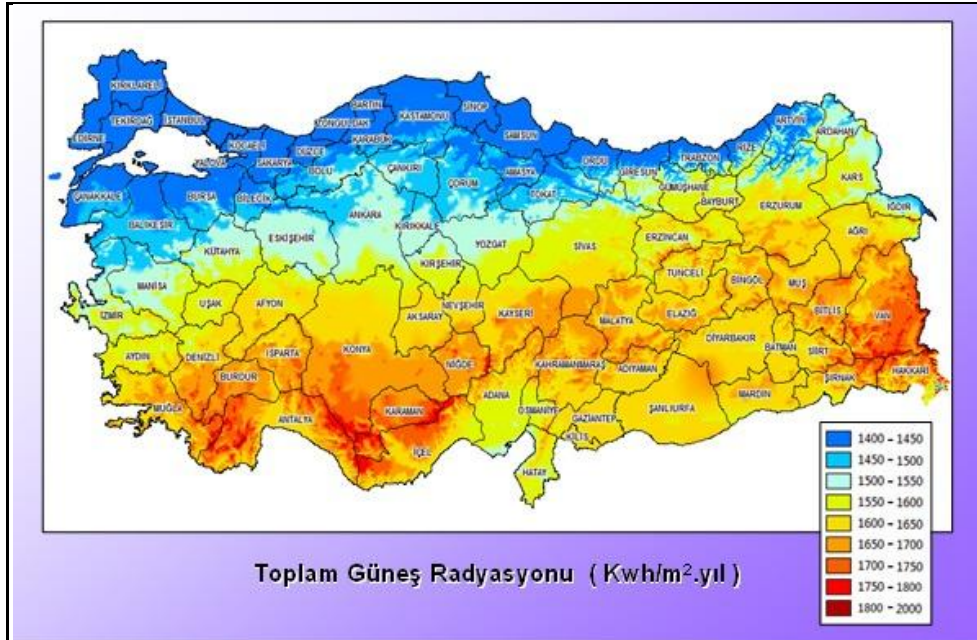 KIRKLARELİ
EDİRNE
TEKİRDAĞ
İSTANBUL
YALOVA
KOCAELİ
SAKARYA
DÜZCE
BOLU
ZONGULDAK
BARTIN
KARABÜK
KASTAMONU
SİNOP
SAMSUN
ORDU
GİRESUN
TRABZON
RİZE
ARTVİN
ARDAHAN
KARS
IĞDIR
ÇANAKKALE
BALIKESİR
BURSA
BİLECİK
ESKİŞEHİR
KÜTAHYA
ANKARA
ÇANKIRI
KIRIKKALE
ÇORUM
AMASYA
TOKAT
YOZGAT
KIRŞEHİR
SİVAS
GÜMÜŞHANE
BAYBURT
ERZURUM
ERZİNCAN
AĞRI
MANİSA
İZMİR
UŞAK
AFYON
AKSARAY
NEVŞEHİR
KAYSERİ
MALATYA
TUNCELİ
ELAZIĞ
BİNGÖL
MUŞ
BİTLİS
VAN
AYDIN
DENİZLİ
ISPARTA
BURDUR
KONYA
NİĞDE
KAHRAMANMARAŞ
ADIYAMAN
DİYARBAKIR
BATMAN
SİİRT
ŞIRNAK
HAKKARİ
MUĞLA
ANTALYA
KARAMAN
İÇEL
ADANA
OSMANİYE
GAZİANTEP
KİLİS
HATAY
ŞANLIURFA
MARDİN
1400 - 1450
1450 - 1500
1500 - 1550
1550 - 1600
1600 - 1650
1650 - 1700
1700 - 1750
1750 - 1800
1800 - 2000
Toplam Güneş Radyasyonu ( Kwh/m².yıl )